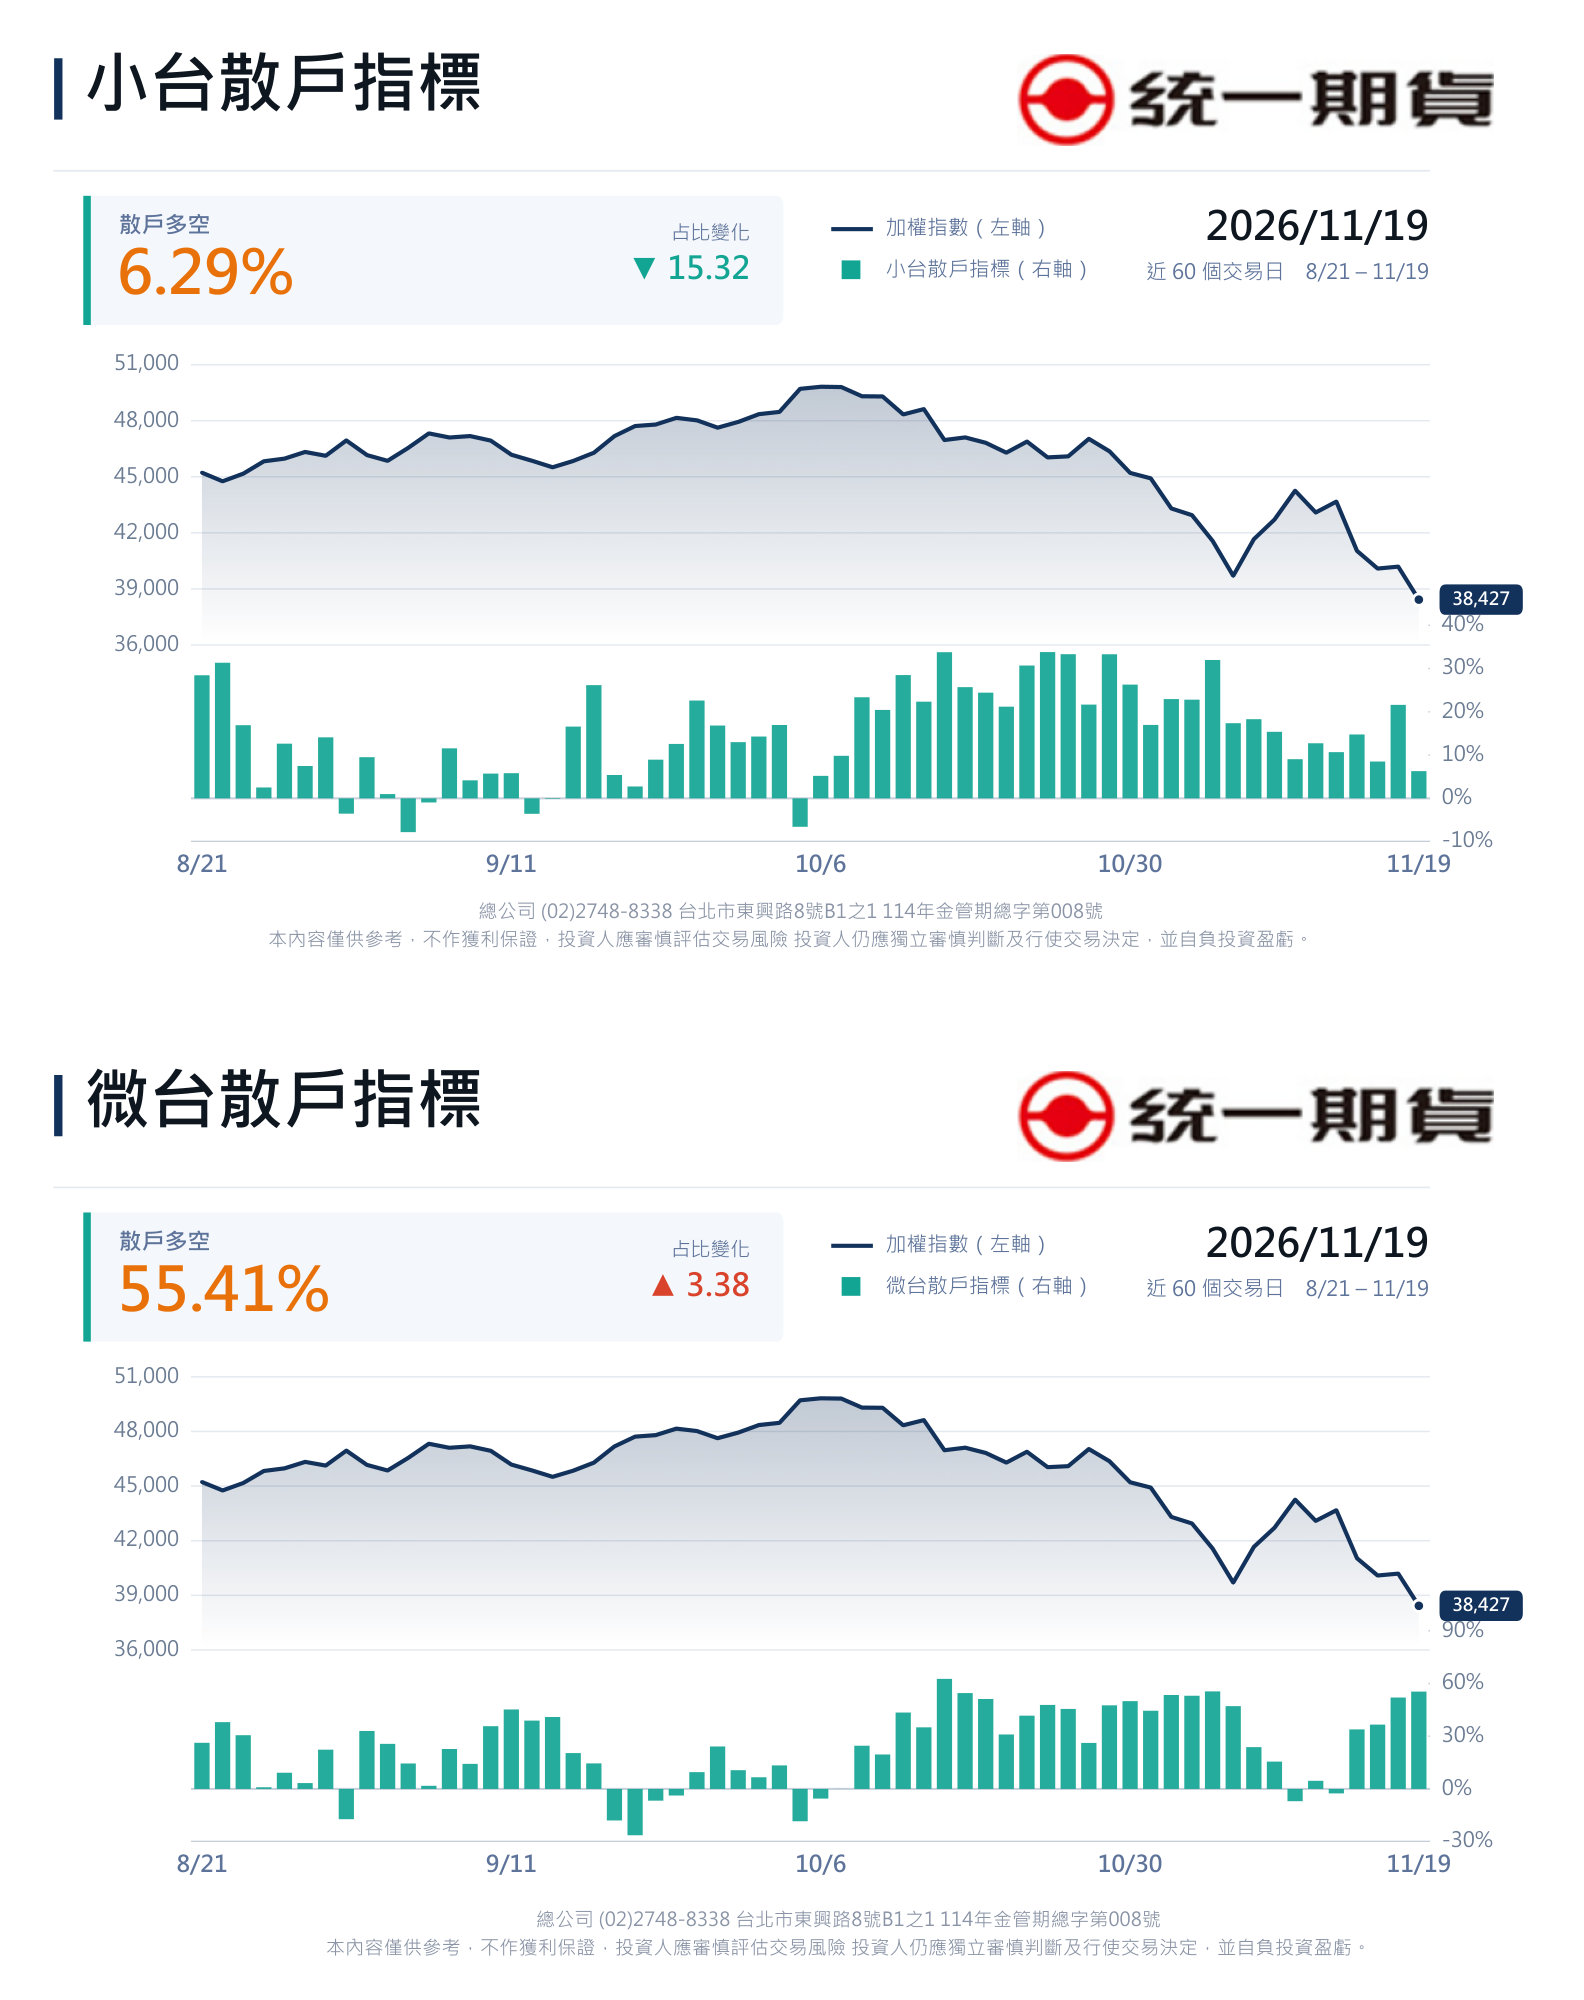 小台散戶指標
統一期貨
散戶多空
6.29%
占比變化
▼ 15.32
加權指數(左軸)
小台散戶指標(右軸)
2026/11/19
近 60 個交易日 8/21 – 11/19
51,000
48,000
45,000
42,000
39,000
36,000
38,427
40%
30%
20%
10%
0%
-10%
8/21 9/11 10/6 10/30 11/19
總公司 (02)2748-8338 台北市東興路8號B1之1 114年金管期總字第008號
本內容僅供參考，不作獲利保證，投資人應審慎評估交易風險 投資人仍應獨立審慎判斷及行使交易決定，並自負投資盈虧。
微台散戶指標
統一期貨
散戶多空
55.41%
占比變化
▲ 3.38
加權指數(左軸)
微台散戶指標(右軸)
2026/11/19
近 60 個交易日 8/21 – 11/19
51,000
48,000
45,000
42,000
39,000
36,000
38,427
90%
60%
30%
0%
-30%
8/21 9/11 10/6 10/30 11/19
總公司 (02)2748-8338 台北市東興路8號B1之1 114年金管期總字第008號
本內容僅供參考，不作獲利保證，投資人應審慎評估交易風險 投資人仍應獨立審慎判斷及行使交易決定，並自負投資盈虧。